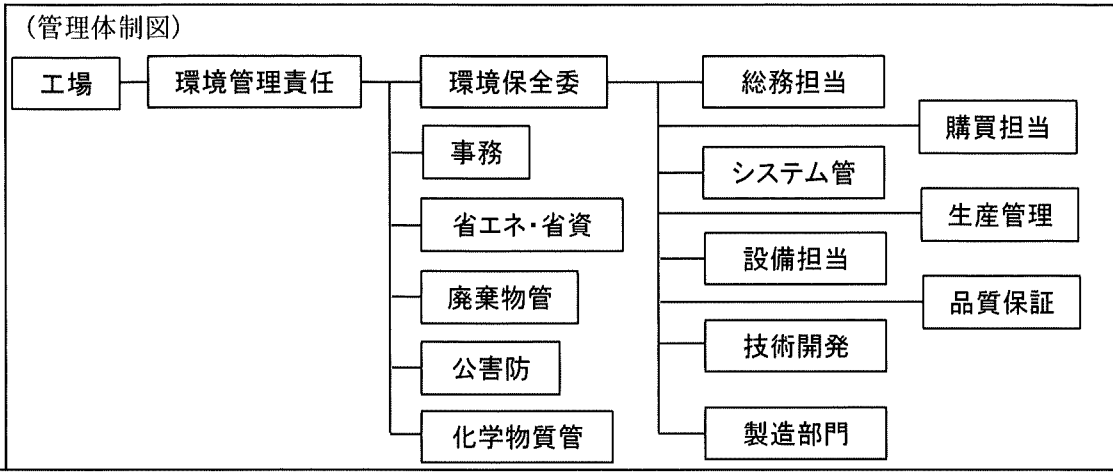 (管理体制図)
工場
環境管理責任
環境保全委
事務
省エネ・省資
廃棄物管
公害防
化学物質管
総務担当
購買担当
システム管
生産管理
設備担当
品質保証
技術開発
製造部門